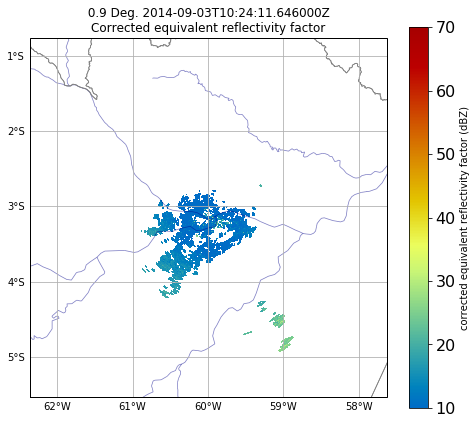 0.9 Deg. 2014-09-03T10:24:11.646000Z
Corrected equivalent reflectivity factor
1°S
2°S
3°S
4°S
5°S
62°W
61°W
60°W
59°W
58°W
70
60
50
40
30
20
10
corrected equivalent reflectivity factor (dBZ)